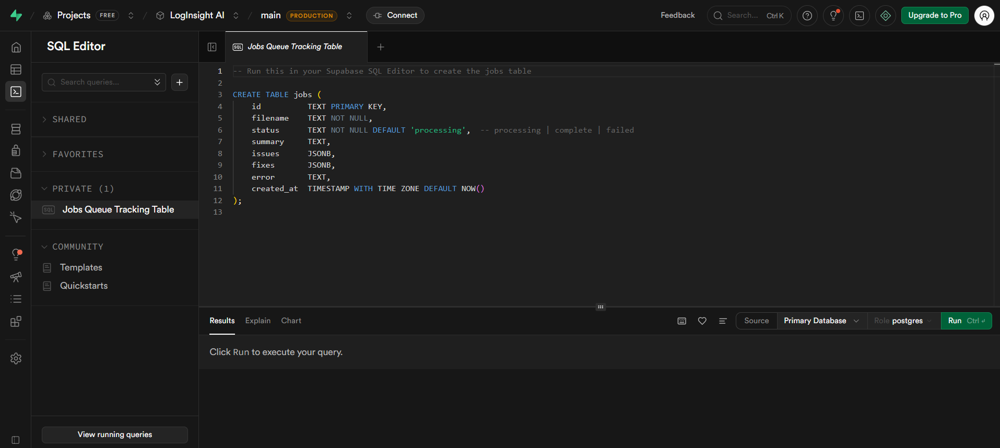 Projects FREE LogInsight AI main PRODUCTION Connect Feedback Search... Ctrl K Upgrade to Pro
SQL Editor
Search queries...
SHARED
FAVORITES
PRIVATE (1)
SQL Jobs Queue Tracking Table
COMMUNITY
Templates
Quickstarts
View running queries
SQL Jobs Queue Tracking Table
1 -- Run this in your Supabase SQL Editor to create the jobs table
2
3 CREATE TABLE jobs (
4 id TEXT PRIMARY KEY,
5 filename TEXT NOT NULL,
6 status TEXT NOT NULL DEFAULT 'processing', -- processing | complete | failed
7 summary TEXT,
8 issues JSONB,
9 fixes JSONB,
10 error TEXT,
11 created_at TIMESTAMP WITH TIME ZONE DEFAULT NOW()
12 );
13
Results Explain Chart Source Primary Database Role postgres Run Ctrl ↵
Click Run to execute your query.